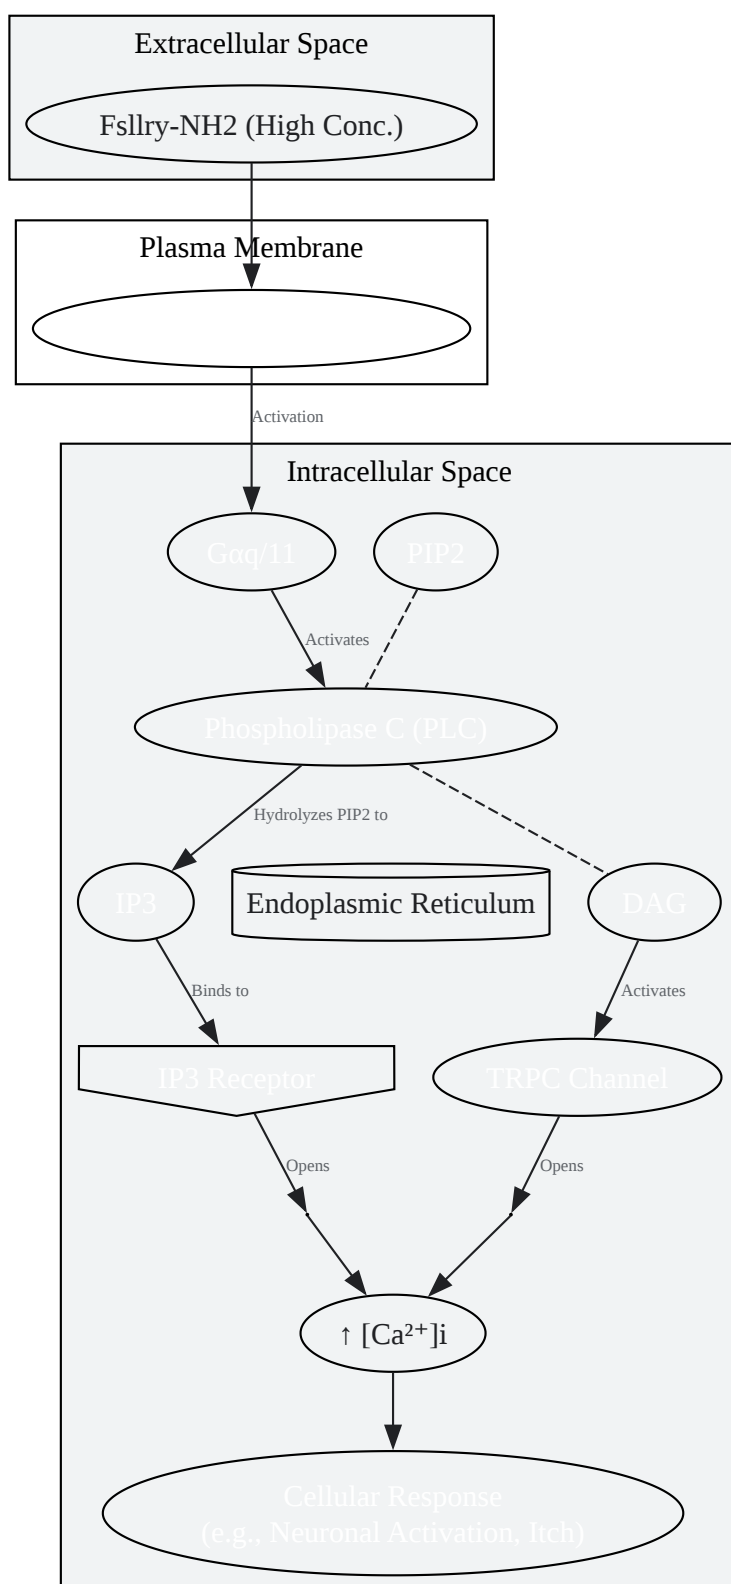 Extracellular Space
Fsllry-NH2 (High Conc.)
Plasma Membrane
Activation
Intracellular Space
Gαq/11
PIP2
Activates
Phospholipase C (PLC)
Hydrolyzes PIP2 to
IP3
Endoplasmic Reticulum
DAG
Binds to
Activates
IP3 Receptor
TRPC Channel
Opens
Opens
↑ [Ca²⁺]i
Cellular Response
(e.g., Neuronal Activation, Itch)